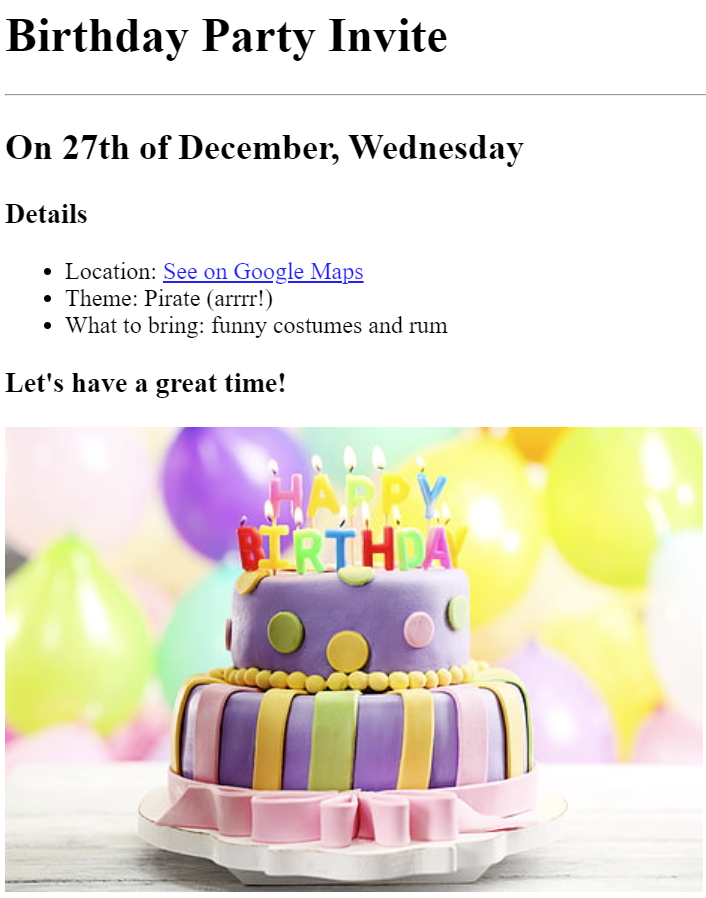 Birthday Party Invite
On 27th of December, Wednesday
Details
Location: See on Google Maps
Theme: Pirate (arrrr!)
What to bring: funny costumes and rum
Let's have a great time!
HAPPY
BIRTHDAY